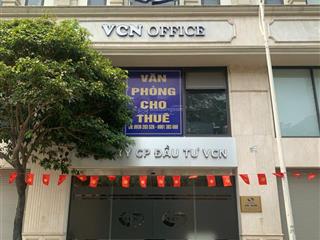 VCN OFFICE
VĂN
PHÒNG
CHO
THUÊ
TY CP ĐẦU TƯ VCN